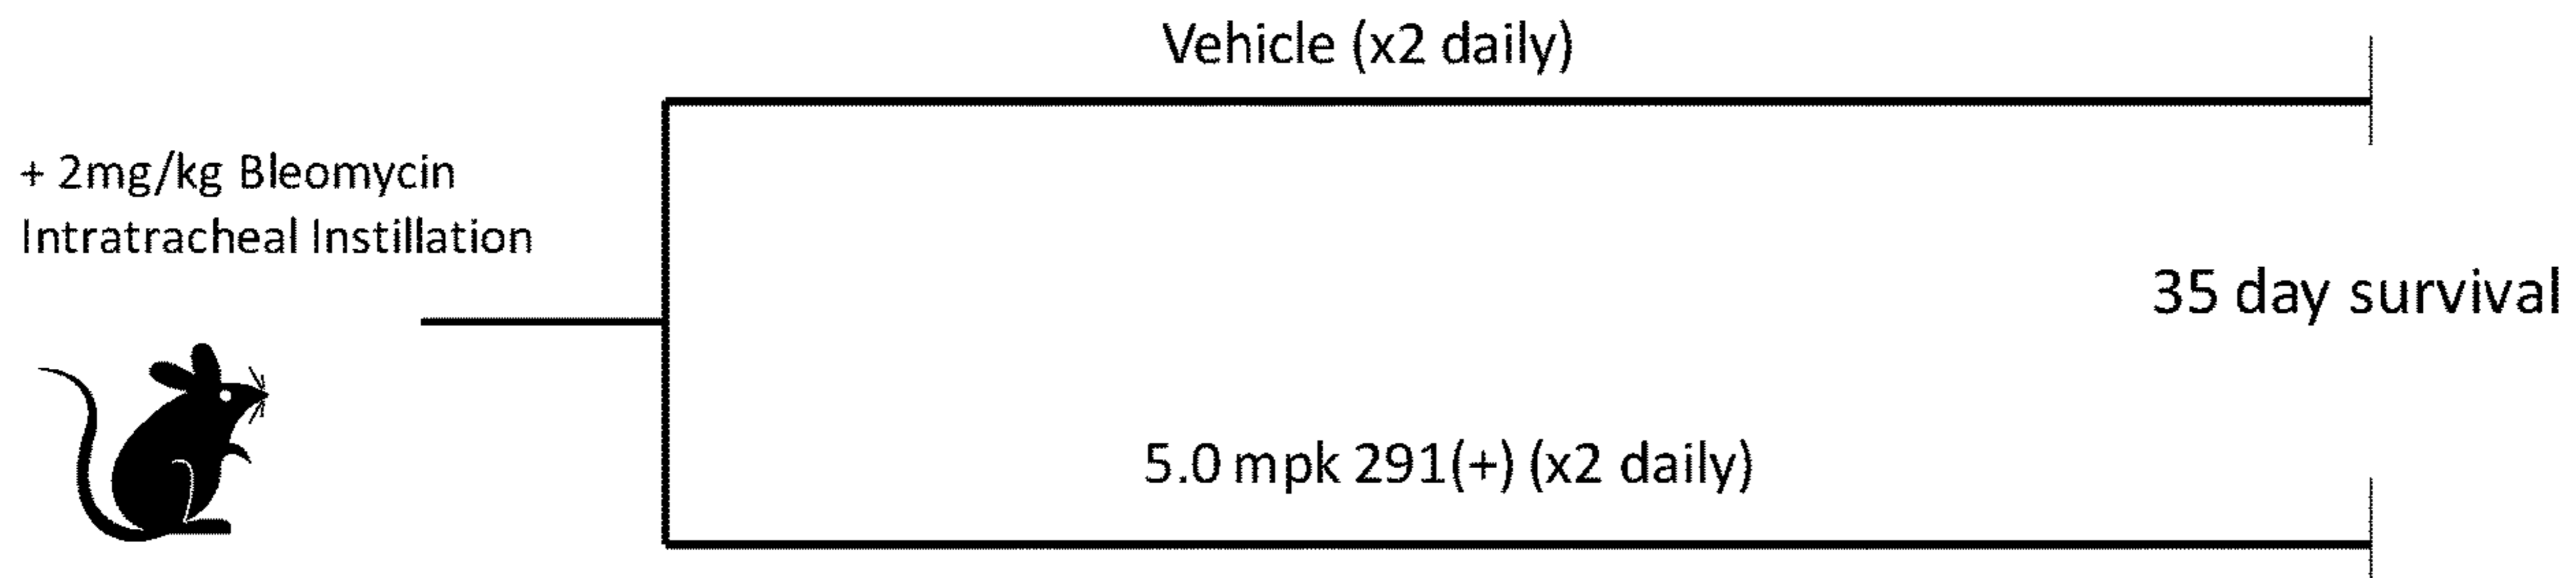 Vehicle (x2 daily)
+ 2mg/kg Bleomycin
Intratracheal Instillation
35 day survival
5.0 mpk 291(+) (x2 daily)